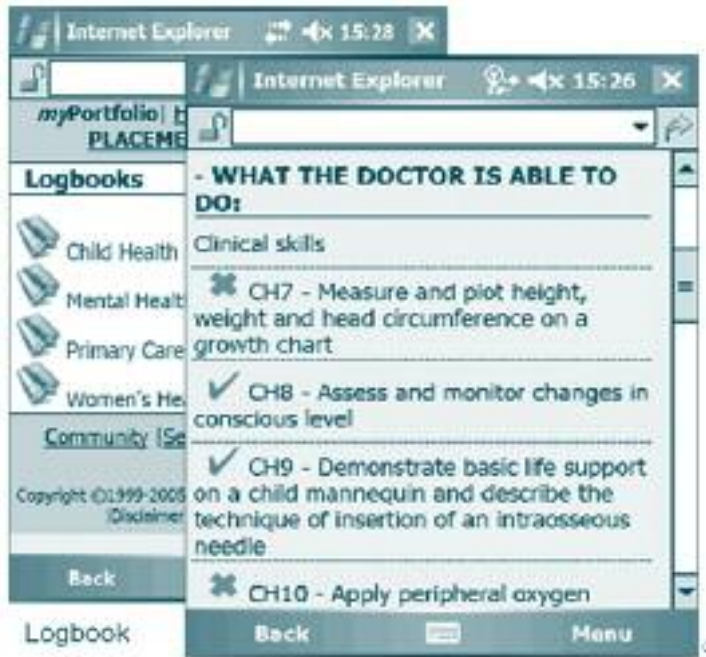 Internet Explorer 15:28
myPortfolio|
PLACEME
Logbooks
Child Health
Mental Healt
Primary Care
Women's He
Community |Se
Copyright ©1999-2005
Disclaimer
Back
Logbook
Internet Explorer 15:26
- WHAT THE DOCTOR IS ABLE TO
DO:
Clinical skills
CH7 - Measure and plot height,
weight and head circumference on a
growth chart
CH8 - Assess and monitor changes in
conscious level
CH9 - Demonstrate basic life support
on a child mannequin and describe the
technique of insertion of an intraosseous
needle
CH10 - Apply peripheral oxygen
Back Menu